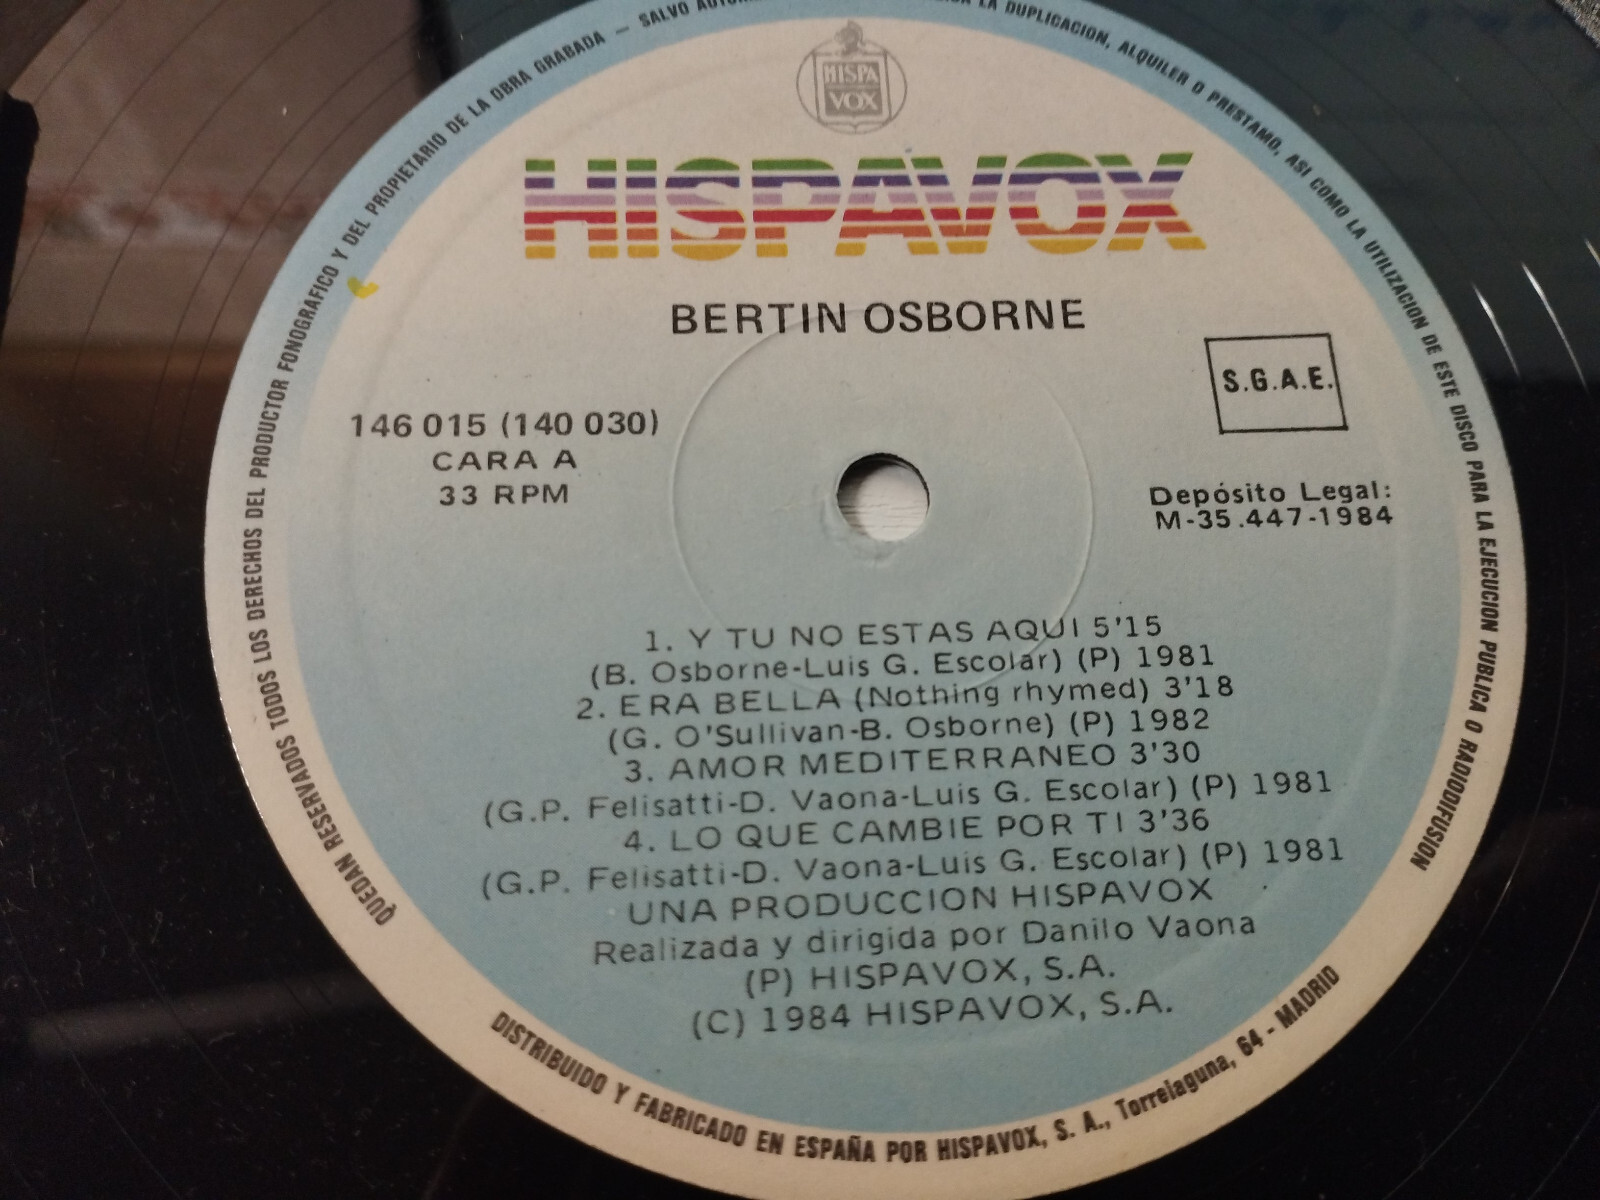 HISPA
VOX
HISPAVOX
BERTIN OSBORNE
S.G.A.E.
146 015 (140 030)
CARA A
33 RPM
Depósito Legal:
M-35.447-1984
1. Y TU NO ESTAS AQUI 5'15
(B. Osborne-Luis G. Escolar) (P) 1981
2. ERA BELLA (Nothing rhymed) 3'18
(G. O'Sullivan-B. Osborne) (P) 1982
3. AMOR MEDITERRANEO 3'30
(G.P. Felisatti-D. Vaona-Luis G. Escolar) (P) 1981
4. LO QUE CAMBIE POR TI 3'36
(G.P. Felisatti-D. Vaona-Luis G. Escolar) (P) 1981
UNA PRODUCCION HISPAVOX
Realizada y dirigida por Danilo Vaona
(P) HISPAVOX, S.A.
(C) 1984 HISPAVOX, S.A.
QUEDAN RESERVADOS TODOS LOS DERECHOS DEL PRODUCTOR FONOGRAFICO Y DEL PROPIETARIO DE LA OBRA GRABADA — SALVO LA DUPLICACION, ALQUILER O PRESTAMO, ASI COMO LA UTILIZACION DE ESTE DISCO PARA LA EJECUCION PUBLICA O RADIODIFUSION
DISTRIBUIDO Y FABRICADO EN ESPAÑA POR HISPAVOX, S. A., Torrelaguna, 64 - MADRID